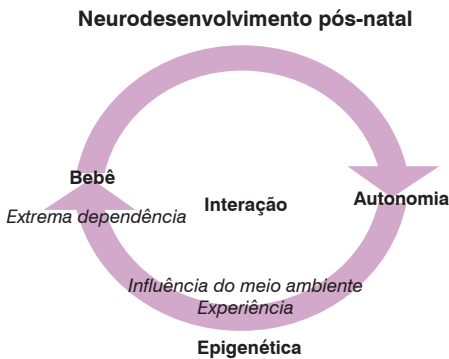 Neurodesenvolvimento pós-natal
Bebê
Extrema dependência
Interação
Autonomia
Influência do meio ambiente
Experiência
Epigenética